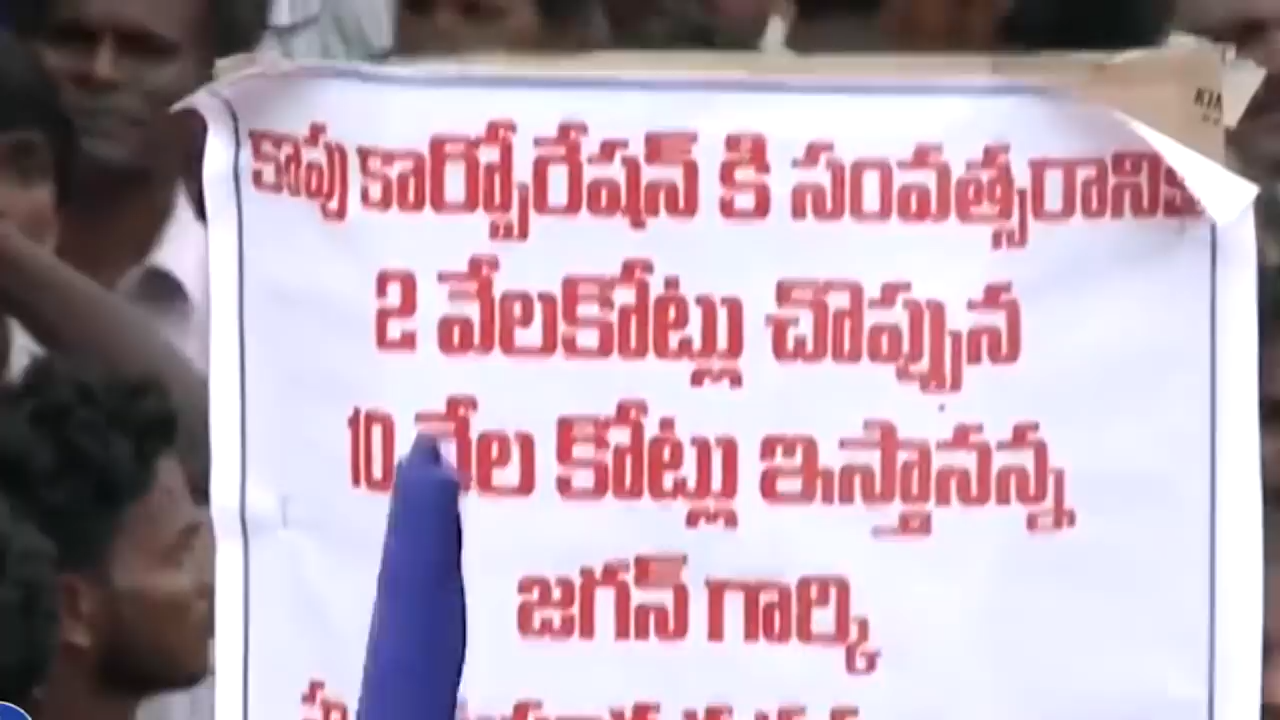 కాపు కార్పోరేషన్ కి సంవత్సరానికి
2 వేలకోట్లు చొప్పున
10 వేల కోట్లు ఇస్తానన్న
జగన్ గార్కి